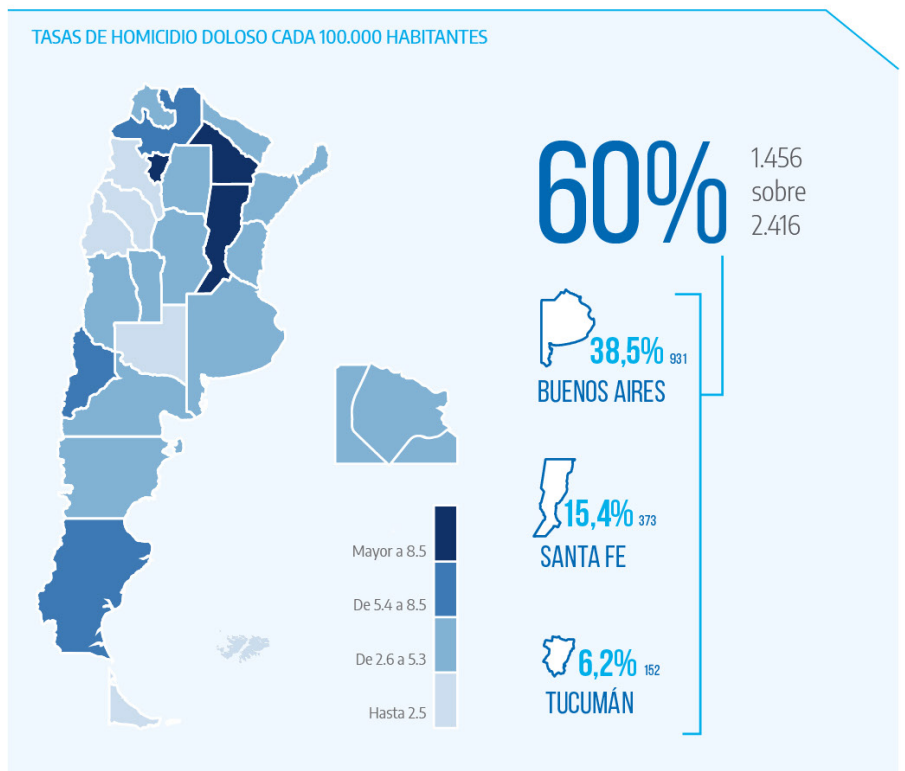 TASAS DE HOMICIDIO DOLOSO CADA 100.000 HABITANTES
60%
1.456
sobre
2.416
38,5% 931
BUENOS AIRES
15,4% 373
SANTA FE
6,2% 152
TUCUMÁN
Mayor a 8.5
De 5.4 a 8.5
De 2.6 a 5.3
Hasta 2.5